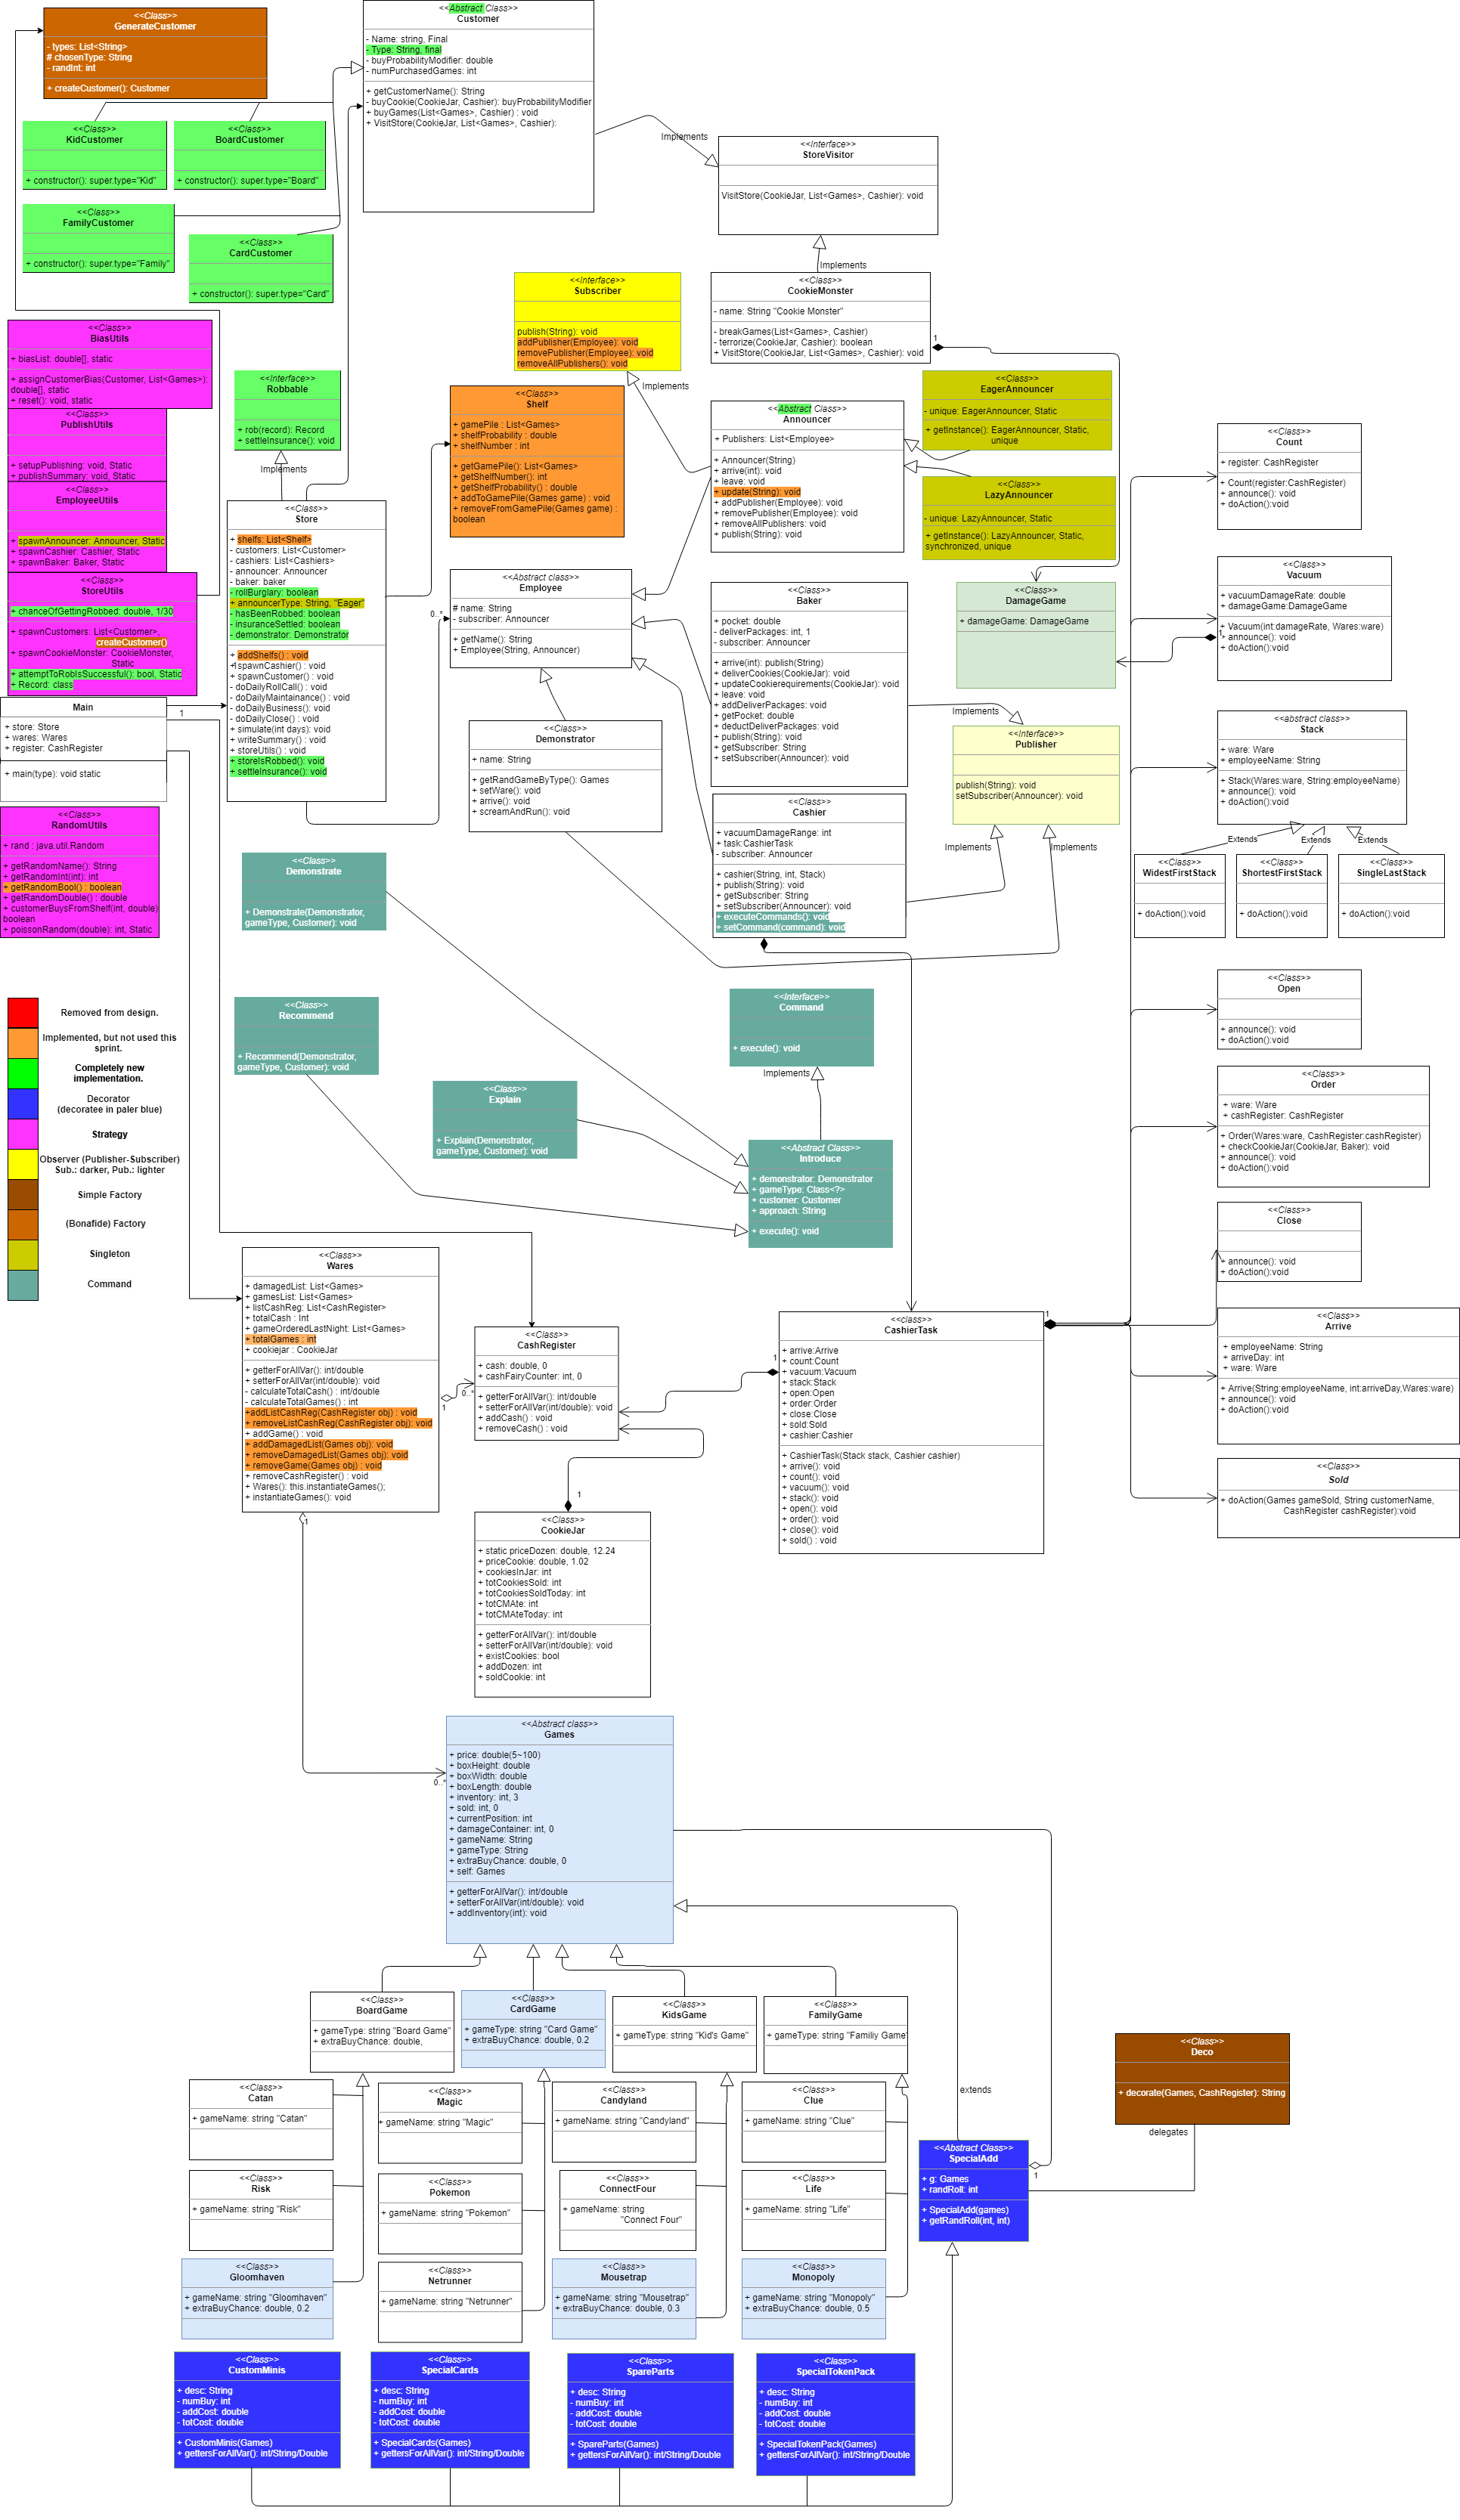 <<Class>>
GenerateCustomer
- types: List<String>
# chosenType: String
- randInt: int
+ createCustomer(): Customer
<<Abstract Class>>
Customer
- Name: string, Final
- Type: String, final
- buyProbabilityModifier: double
- numPurchasedGames: int
+ getCustomerName(): String
- buyCookie(CookieJar, Cashier): buyProbabilityModifier
+ buyGames(List<Games>, Cashier) : void
+ VisitStore(CookieJar, List<Games>, Cashier):
<<Class>>
KidCustomer
+ constructor(): super.type="Kid"
<<Class>>
BoardCustomer
+ constructor(): super.type="Board"
<<Class>>
FamilyCustomer
+ constructor(): super.type="Family"
<<Class>>
CardCustomer
+ constructor(): super.type="Card"
Implements
<<Interface>>
StoreVisitor
VisitStore(CookieJar, List<Games>, Cashier): void
Implements
<<Interface>>
Subscriber
publish(String): void
addPublisher(Employee): void
removePublisher(Employee): void
removeAllPublishers(): void
Implements
<<Class>>
CookieMonster
- name: String "Cookie Monster"
- breakGames(List<Games>, Cashier)
- terrorize(CookieJar, Cashier): boolean
+ VisitStore(CookieJar, List<Games>, Cashier): void
1
<<Class>>
BiasUtils
+ biasList: double[], static
+ assignCustomerBias(Customer, List<Games>):
double[], static
+ reset(): void, static
<<Class>>
PublishUtils
+ setupPublishing: void, Static
+ publishSummary: void, Static
<<Class>>
EmployeeUtils
+ spawnAnnouncer: Announcer, Static
+ spawnCashier: Cashier, Static
+ spawnBaker: Baker, Static
<<Class>>
StoreUtils
+ chanceOfGettingRobbed: double, 1/30
+ spawnCustomers: List<Customer>,
createCustomer()
+ spawnCookieMonster: CookieMonster,
Static
+ attemptToRobIsSuccessful(): bool, Static
+ Record: class
<<Interface>>
Robbable
+ rob(record): Record
+ settleInsurance(): void
Implements
<<Class>>
Shelf
+ gamePile : List<Games>
+ shelfProbability : double
+ shelfNumber : int
+ getGamePile(): List<Games>
+ getShelfNumber(): int
+ getShelfProbability() : double
+ addToGamePile(Games game) : void
+ removeFromGamePile(Games game) :
boolean
<<Abstract Class>>
Announcer
+ Publishers: List<Employee>
+ Announcer(String)
+ arrive(int): void
+ leave: void
+ update(String): void
+ addPublisher(Employee): void
+ removePublisher(Employee): void
+ removeAllPublishers: void
+ publish(String): void
<<Class>>
EagerAnnouncer
- unique: EagerAnnouncer, Static
+ getInstance(): EagerAnnouncer, Static,
unique
<<Class>>
LazyAnnouncer
- unique: LazyAnnouncer, Static
+ getInstance(): LazyAnnouncer, Static,
synchronized, unique
<<Class>>
Count
+ register: CashRegister
+ Count(register:CashRegister)
+ announce(): void
+ doAction(): void
<<Class>>
Store
+ shelfs: List<Shelf>
- customers: List<Customer>
- cashiers: List<Cashiers>
- announcer: Announcer
- baker: baker
- rollBurglary: boolean
+ announcerType: String, "Eager"
- hasBeenRobbed: boolean
- insuranceSettled: boolean
- demonstrator: Demonstrator
+ addShelfs() : void
+ spawnCashier() : void
+ spawnCustomer() : void
- doDailyRollCall() : void
- doDailyMaintainance() : void
- doDailyBusiness() : void
- doDailyClose() : void
- simulate(int days): void
- writeSummary() : void
- storeUtils() : void
+ storeIsRobbed(): void
+ settleInsurance(): void
1
0..*
<<Abstract class>>
Employee
# name: String
- subscriber: Announcer
+ getName(): String
+ Employee(String, Announcer)
<<Class>>
Baker
+ pocket: double
- deliverPackages: int, 1
- subscriber: Announcer
+ arrive(int): publish(String)
+ deliverCookies(CookieJar): void
+ updateCookierequirements(CookieJar): void
+ leave: void
+ addDeliverPackages: void
+ getPocket: double
+ deductDeliverPackages: void
+ publish(String): void
+ getSubscriber: String
+ setSubscriber(Announcer): void
<<Class>>
DamageGame
+ damageGame: DamageGame
<<Class>>
Vacuum
+ vacuumDamageRate: double
+ damageGame:DamageGame
+ Vacuum(int:damageRate, Wares:ware)
+ announce(): void
+ doAction():void
1
Main
+ store: Store
+ wares: Wares
+ register: CashRegister
+ main(type): void static
1
<<Class>>
RandomUtils
+ rand : java.util.Random
+ getRandomName(): String
+ getRandomInt(int): int
+ getRandomBool() : boolean
+ getRandomDouble() : double
+ customerBuysFromShelf(int, double)
boolean
+ poissonRandom(double): int, Static
<<Class>>
Demonstrator
+ name: String
+ getRandGameByType(): Games
+ setWare(): void
+ arrive(): void
+ screamAndRun(): void
Implements
<<Interface>>
Publisher
publish(String): void
setSubscriber(Announcer): void
<<abstract class>>
Stack
+ ware: Ware
+ employeeName: String
+ Stack(Wares:ware, String:employeeName)
+ announce(): void
+ doAction():void
Extends
Extends
Extends
<<Class>>
WidestFirstStack
+ doAction():void
<<Class>>
ShortestFirstStack
+ doAction():void
<<Class>>
SingleLastStack
+ doAction():void
<<Class>>
Cashier
+ vacuumDamageRange: int
+ task:CashierTask
- subscriber: Announcer
+ cashier(String, int, Stack)
+ publish(String): void
+ getSubscriber: String
+ setSubscriber(Announcer): void
+ executeCommands(): void
+ setCommand(command): void
Implements
Implements
<<Class>>
Demonstrate
+ Demonstrate(Demonstrator,
gameType, Customer): void
<<Class>>
Recommend
+ Recommend(Demonstrator,
gameType, Customer): void
<<Class>>
Explain
+ Explain(Demonstrator,
gameType, Customer): void
<<Interface>>
Command
+ execute(): void
Implements
<<Abstract Class>>
Introduce
+ demonstrator: Demonstrator
+ gameType: Class<?>
+ customer: Customer
+ approach: String
+ execute(): void
Removed from design.
Implemented, but not used this
sprint.
Completely new
implementation.
Decorator
(decoratee in paler blue)
Strategy
Observer (Publisher-Subscriber)
Sub.: darker, Pub.: lighter
Simple Factory
(Bonafide) Factory
Singleton
Command
<<Class>>
Open
+ announce(): void
+ doAction():void
<<Class>>
Order
+ ware: Ware
+ cashRegister: CashRegister
+ Order(Wares:ware, CashRegister:cashRegister)
+ checkCookieJar(CookieJar, Baker): void
+ announce(): void
+ doAction():void
<<Class>>
Close
+ announce(): void
+ doAction():void
<<Class>>
Arrive
+ employeeName: String
+ arriveDay: int
+ ware: Ware
+ Arrive(String:employeeName, int:arriveDay,Wares:ware)
+ announce(): void
+ doAction():void
<<Class>>
Sold
+ doAction(Games gameSold, String customerName,
CashRegister cashRegister):void
<<Class>>
Wares
+ damagedList: List<Games>
+ gamesList: List<Games>
+ listCashReg: List<CashRegister>
+ totalCash : Int
+ gameOrderedLastNight: List<Games>
+ totalGames : int
+ cookiejar : CookieJar
+ getterForAllVar(): int/double
+ setterForAllVar(int/double): void
- calculateTotalCash() : int/double
- calculateTotalGames() : int
+addListCashReg(CashRegister obj) : void
+ removeListCashReg(CashRegister obj): void
+ addGame() : void
+ addDamagedList(Games obj): void
+ removeDamagedList(Games obj): void
+ removeGame(Games obj) : void
+ removeCashRegister() : void
+ Wares(): this.instantiateGames();
+ instantiateGames(): void
1
0..*
1
<<Class>>
CashRegister
+ cash: double, 0
+ cashFairyCounter: int, 0
+ getterForAllVar(): int/double
+ setterForAllVar(int/double): void
+ addCash() : void
+ removeCash() : void
1
1
<<class>>
CashierTask
+ arrive:Arrive
+ count:Count
+ vacuum:Vacuum
+ stack:Stack
+ open:Open
+ order:Order
+ close:Close
+ sold:Sold
+ cashier:Cashier
+ CashierTask(Stack stack, Cashier cashier)
+ arrive(): void
+ count(): void
+ vacuum(): void
+ stack(): void
+ open(): void
+ order(): void
+ close(): void
+ sold() : void
1
<<Class>>
CookieJar
+ static priceDozen: double, 12.24
+ priceCookie: double, 1.02
+ cookiesInJar: int
+ totCookiesSold: int
+ totCookiesSoldToday: int
+ totCMAte: int
+ totCMAteToday: int
+ getterForAllVar(): int/double
+ setterForAllVar(int/double): void
+ existCookies: bool
+ addDozen: int
+ soldCookie: int
<<Abstract class>>
Games
+ price: double(5~100)
+ boxHeight: double
+ boxWidth: double
+ boxLength: double
+ inventory: int, 3
+ sold: int, 0
+ currentPosition: int
+ damageContainer: int, 0
+ gameName: String
+ gameType: String
+ extraBuyChance: double, 0
+ self: Games
+ getterForAllVar(): int/double
+ setterForAllVar(int/double): void
+ addInventory(int): void
0..*
<<Class>>
BoardGame
+ gameType: string "Board Game"
+ extraBuyChance: double,
<<Class>>
CardGame
+ gameType: string "Card Game"
+ extraBuyChance: double, 0.2
<<Class>>
KidsGame
+ gameType: string "Kid's Game"
<<Class>>
FamilyGame
+ gameType: string "Familiy Game"
<<Class>>
Catan
+ gameName: string "Catan"
<<Class>>
Magic
+ gameName: string "Magic"
<<Class>>
Candyland
+ gameName: string "Candyland"
<<Class>>
Clue
+ gameName: string "Clue"
extends
<<Class>>
Deco
+ decorate(Games, CashRegister): String
delegates
<<Class>>
Risk
+ gameName: string "Risk"
<<Class>>
Pokemon
+ gameName: string "Pokemon"
<<Class>>
ConnectFour
+ gameName: string
"Connect Four"
<<Class>>
Life
+ gameName: string "Life"
<<Abstract Class>>
SpecialAdd
+ g: Games
+ randRoll: int
+ SpecialAdd(games)
+ getRandRoll(int, int)
1
<<Class>>
Gloomhaven
+ gameName: string "Gloomhaven"
+ extraBuyChance: double, 0.2
<<Class>>
Netrunner
+ gameName: string "Netrunner"
<<Class>>
Mousetrap
+ gameName: string "Mousetrap"
+ extraBuyChance: double, 0.3
<<Class>>
Monopoly
+ gameName: string "Monopoly"
+ extraBuyChance: double, 0.5
<<Class>>
CustomMinis
+ desc: String
- numBuy: int
- addCost: double
- totCost: double
+ CustomMinis(Games)
+ gettersForAllVar(): int/String/Double
<<Class>>
SpecialCards
+ desc: String
- numBuy: int
- addCost: double
- totCost: double
+ SpecialCards(Games)
+ gettersForAllVar(): int/String/Double
<<Class>>
SpareParts
+ desc: String
- numBuy: int
- addCost: double
- totCost: double
+ SpareParts(Games)
+ gettersForAllVar(): int/String/Double
<<Class>>
SpecialTokenPack
+ desc: String
- numBuy: int
- addCost: double
- totCost: double
+ SpecialTokenPack(Games)
+ gettersForAllVar(): int/String/Double